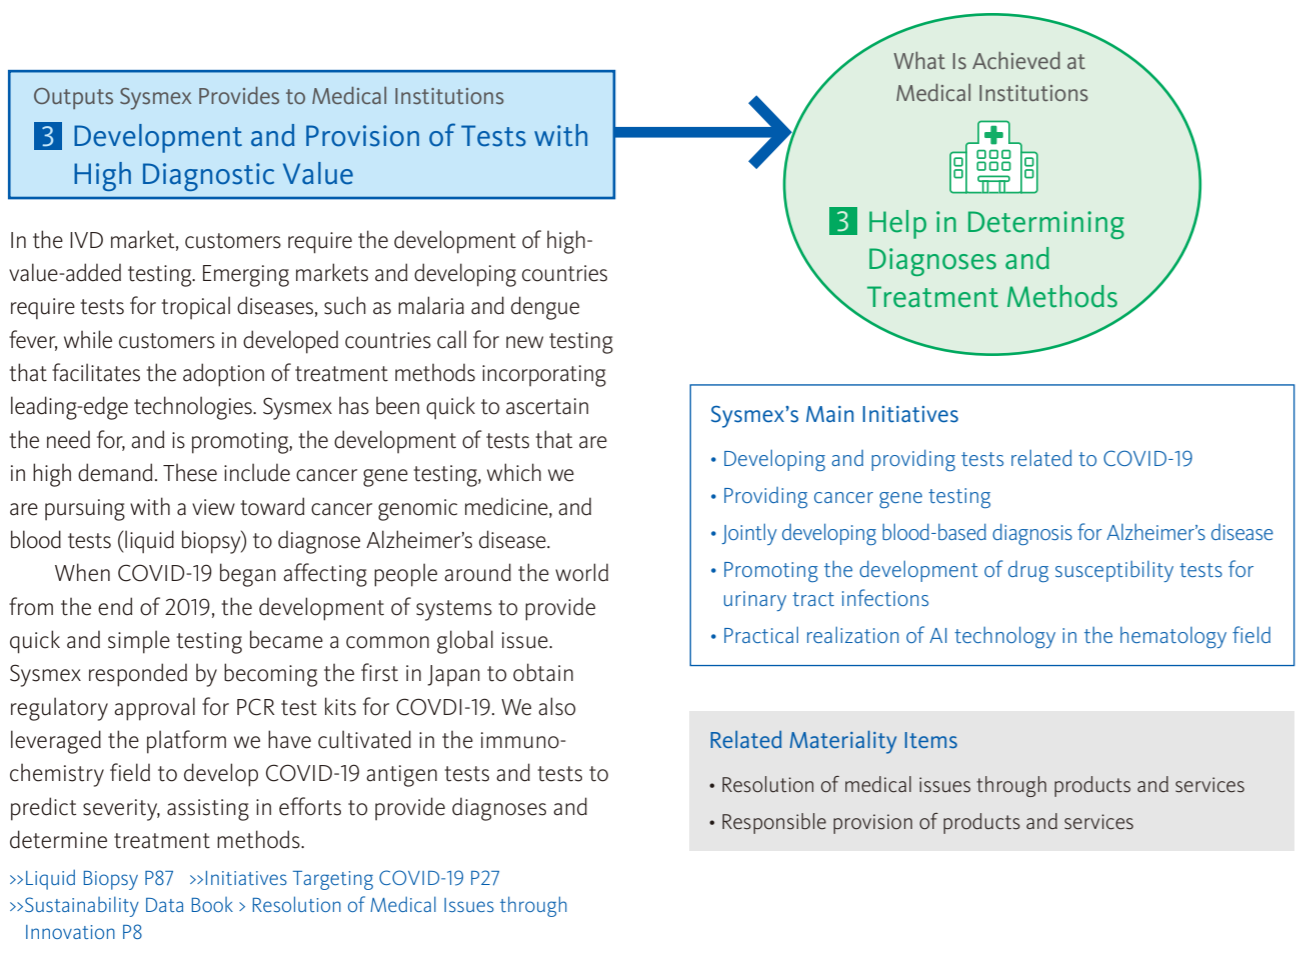 Outputs Sysmex Provides to Medical Institutions
3 Development and Provision of Tests with
High Diagnostic Value
What Is Achieved at
Medical Institutions
3 Help in Determining
Diagnoses and
Treatment Methods
In the IVD market, customers require the development of high-
value-added testing. Emerging markets and developing countries
require tests for tropical diseases, such as malaria and dengue
fever, while customers in developed countries call for new testing
that facilitates the adoption of treatment methods incorporating
leading-edge technologies. Sysmex has been quick to ascertain
the need for, and is promoting, the development of tests that are
in high demand. These include cancer gene testing, which we
are pursuing with a view toward cancer genomic medicine, and
blood tests (liquid biopsy) to diagnose Alzheimer’s disease.
When COVID-19 began affecting people around the world
from the end of 2019, the development of systems to provide
quick and simple testing became a common global issue.
Sysmex responded by becoming the first in Japan to obtain
regulatory approval for PCR test kits for COVDI-19. We also
leveraged the platform we have cultivated in the immuno-
chemistry field to develop COVID-19 antigen tests and tests to
predict severity, assisting in efforts to provide diagnoses and
determine treatment methods.
>>Liquid Biopsy P87 >>Initiatives Targeting COVID-19 P27
>>Sustainability Data Book > Resolution of Medical Issues through
Innovation P8
Sysmex’s Main Initiatives
• Developing and providing tests related to COVID-19
• Providing cancer gene testing
• Jointly developing blood-based diagnosis for Alzheimer’s disease
• Promoting the development of drug susceptibility tests for
urinary tract infections
• Practical realization of AI technology in the hematology field
Related Materiality Items
• Resolution of medical issues through products and services
• Responsible provision of products and services